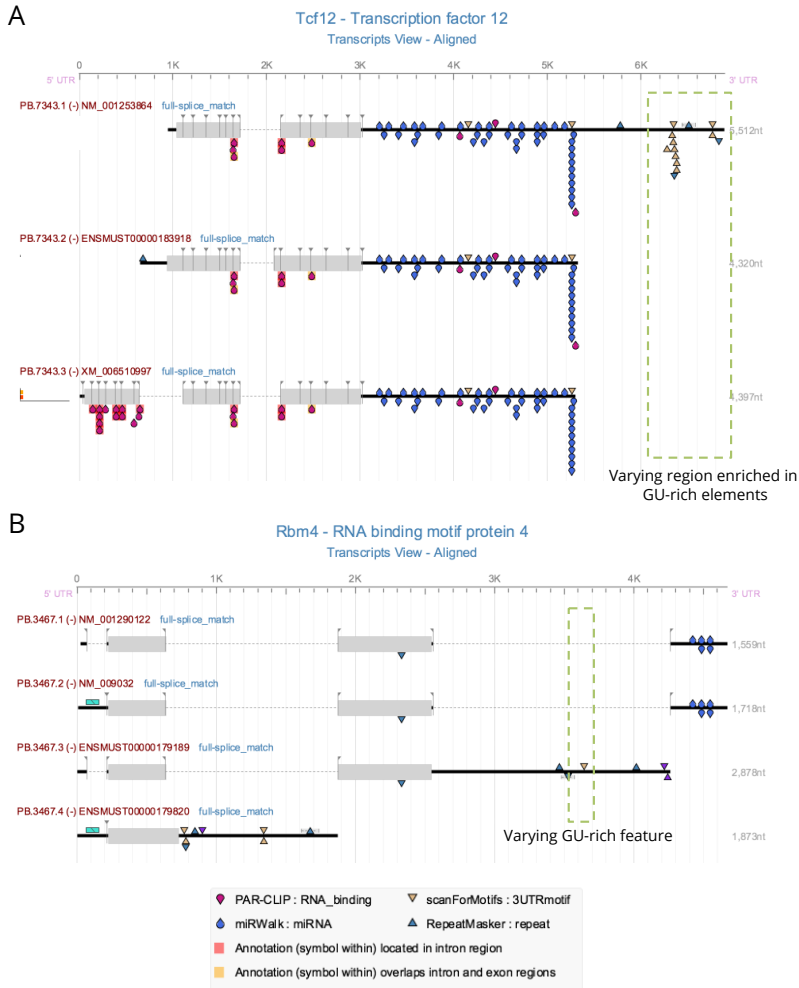 A
Tcf12 - Transcription factor 12
Transcripts View - Aligned
0 1K 2K 3K 4K 5K 6K
5' UTR 3' UTR
PB.7343.1 (-) NM_001253864 full-splice_match
5,512nt
PB.7343.2 (-) ENSMUST00000183918 full-splice_match
4,320nt
PB.7343.3 (-) XM_006510997 full-splice_match
4,397nt
Varying region enriched in
GU-rich elements
B
Rbm4 - RNA binding motif protein 4
Transcripts View - Aligned
0 1K 2K 3K 4K
5' UTR 3' UTR
PB.3467.1 (-) NM_001290122 full-splice_match
1,559nt
PB.3467.2 (-) NM_009032 full-splice_match
1,718nt
PB.3467.3 (-) ENSMUST00000179189 full-splice_match
2,878nt
PB.3467.4 (-) ENSMUST00000179820 full-splice_match
1,873nt
Varying GU-rich feature
PAR-CLIP : RNA_binding scanForMotifs : 3UTRmotif
miRWalk : miRNA RepeatMasker : repeat
Annotation (symbol within) located in intron region
Annotation (symbol within) overlaps intron and exon regions